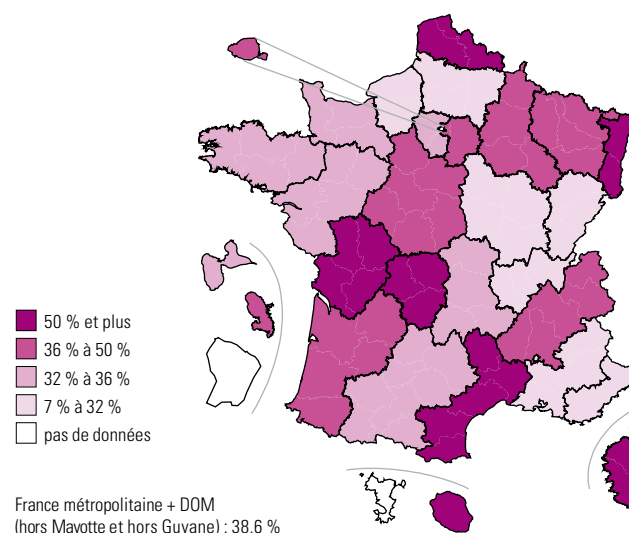 50 % et plus
36 % à 50 %
32 % à 36 %
7 % à 32 %
pas de données
France métropolitaine + DOM
(hors Mayotte et hors Guyane) : 38,6 %